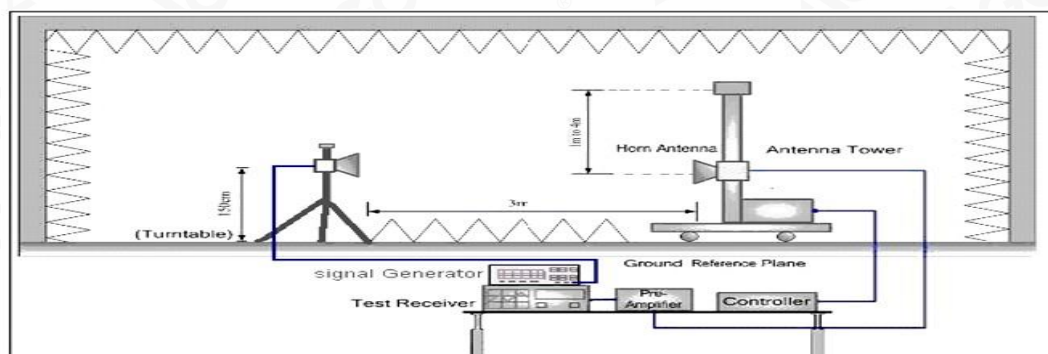 1m to 4m
Horn Antenna
Antenna Tower
150cm
3m
(Turntable)
Ground Reference Plane
signal Generator
Test Receiver
Pre-
Amplifier
Controller